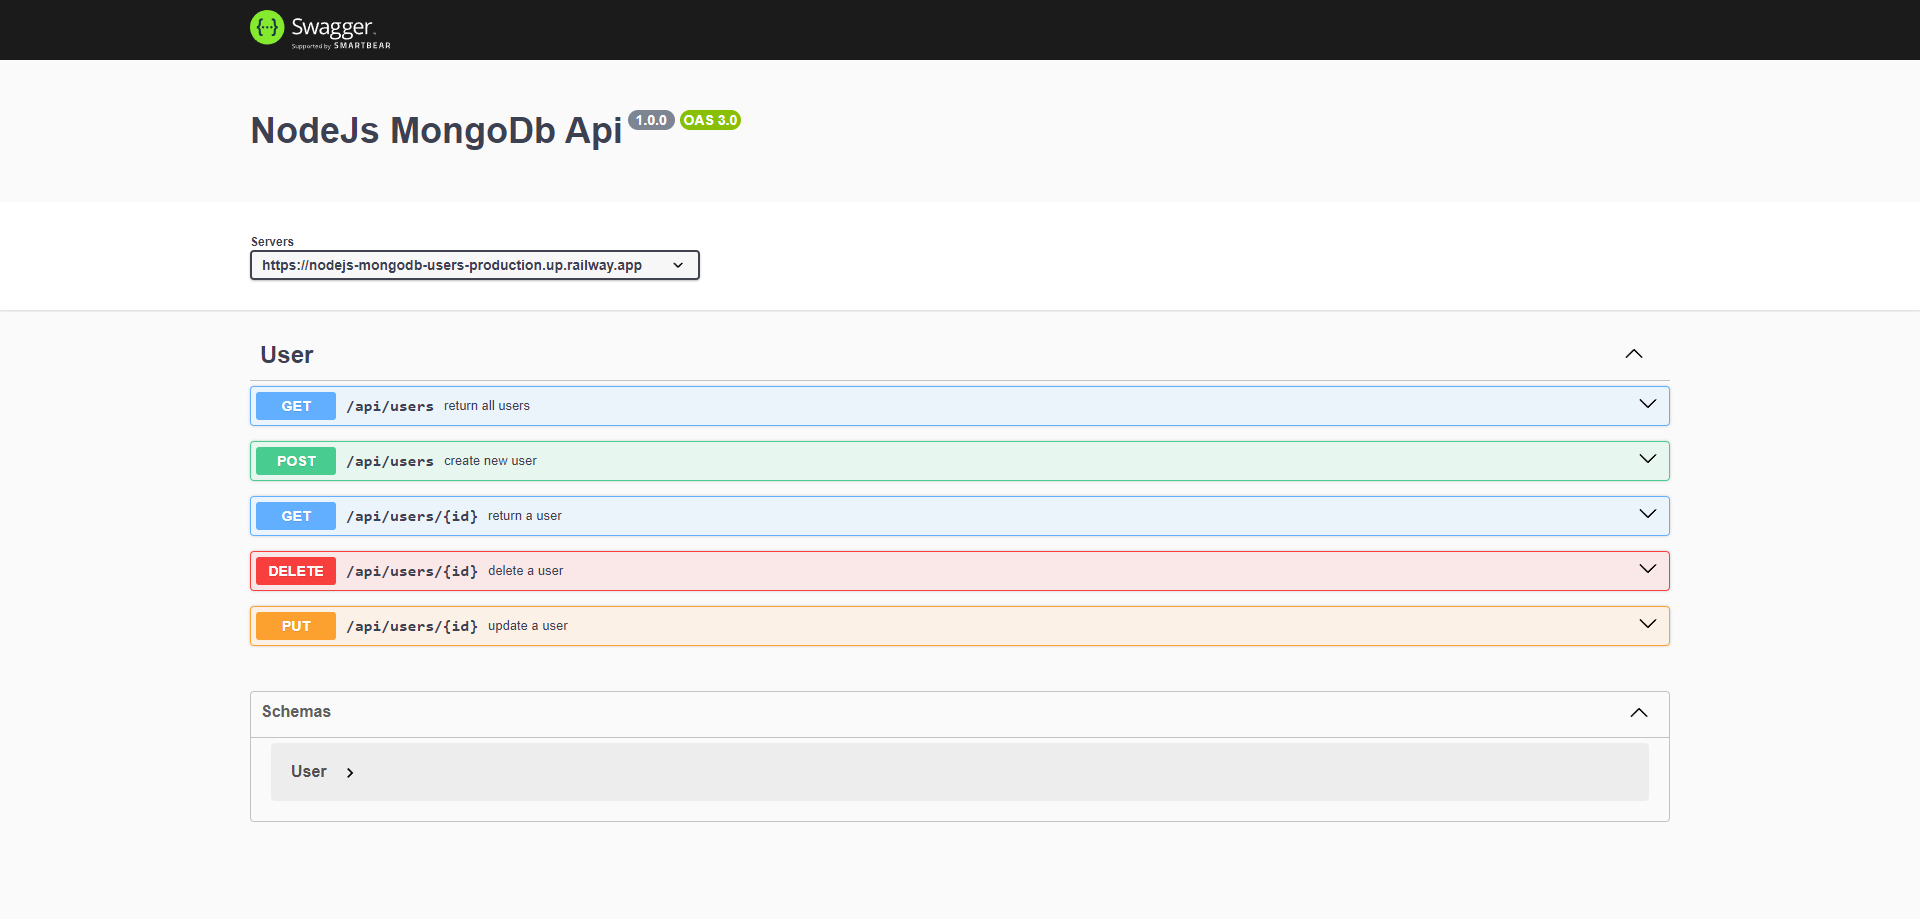 {···} Swagger.
Supported by SMARTBEAR
NodeJs MongoDb Api 1.0.0 OAS 3.0
Servers
https://nodejs-mongodb-users-production.up.railway.app
User
GET /api/users return all users
POST /api/users create new user
GET /api/users/{id} return a user
DELETE /api/users/{id} delete a user
PUT /api/users/{id} update a user
Schemas
User